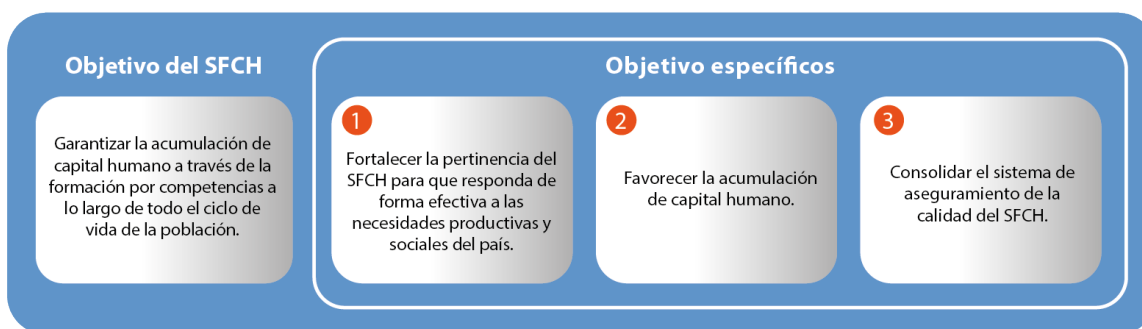 Objetivo del SFCH
Garantizar la acumulación de
capital humano a través de la
formación por competencias a
lo largo de todo el ciclo de
vida de la población.
Objetivo específicos
1
Fortalecer la pertinencia del
SFCH para que responda de
forma efectiva a las
necesidades productivas y
sociales del país.
2
Favorecer la acumulación
de capital humano.
3
Consolidar el sistema de
aseguramiento de la
calidad del SFCH.